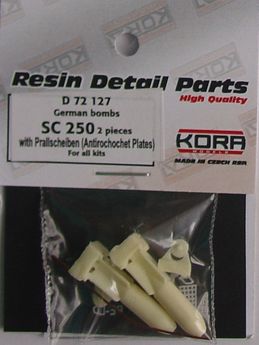 Resin Detail Parts
High Quality
D 72 127
German bombs
SC 250 2 pieces
with Prallscheiben (Antirochochet Plates)
For all kits
KORA
MODELS
MADE IN CZECH REP.